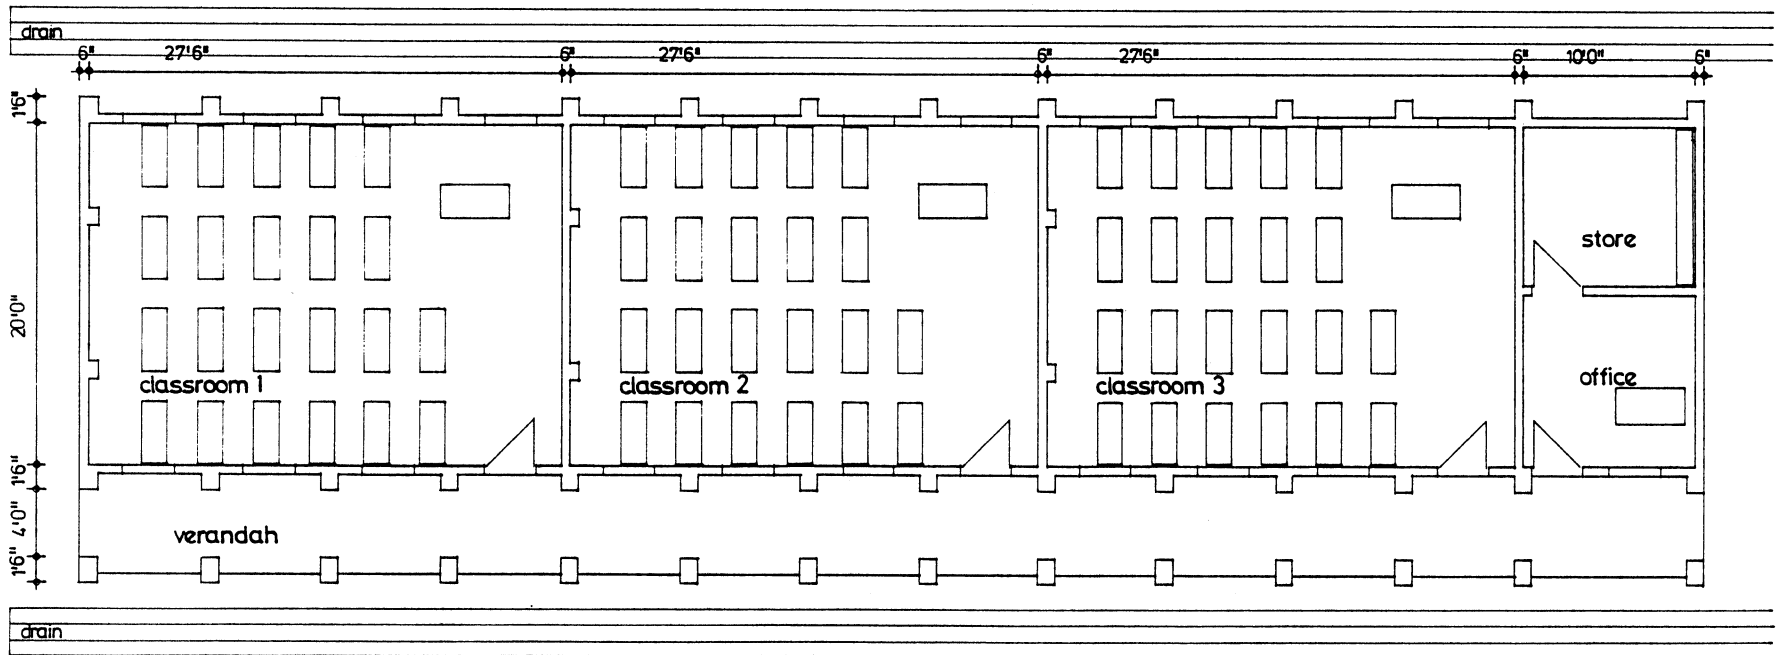 drain
6" 27'6" 6" 27'6" 6" 27'6" 6" 10'0" 6"
1'6"
20'0"
1'6"
4'0"
1'6"
store
office
classroom 1 classroom 2 classroom 3
verandah
drain